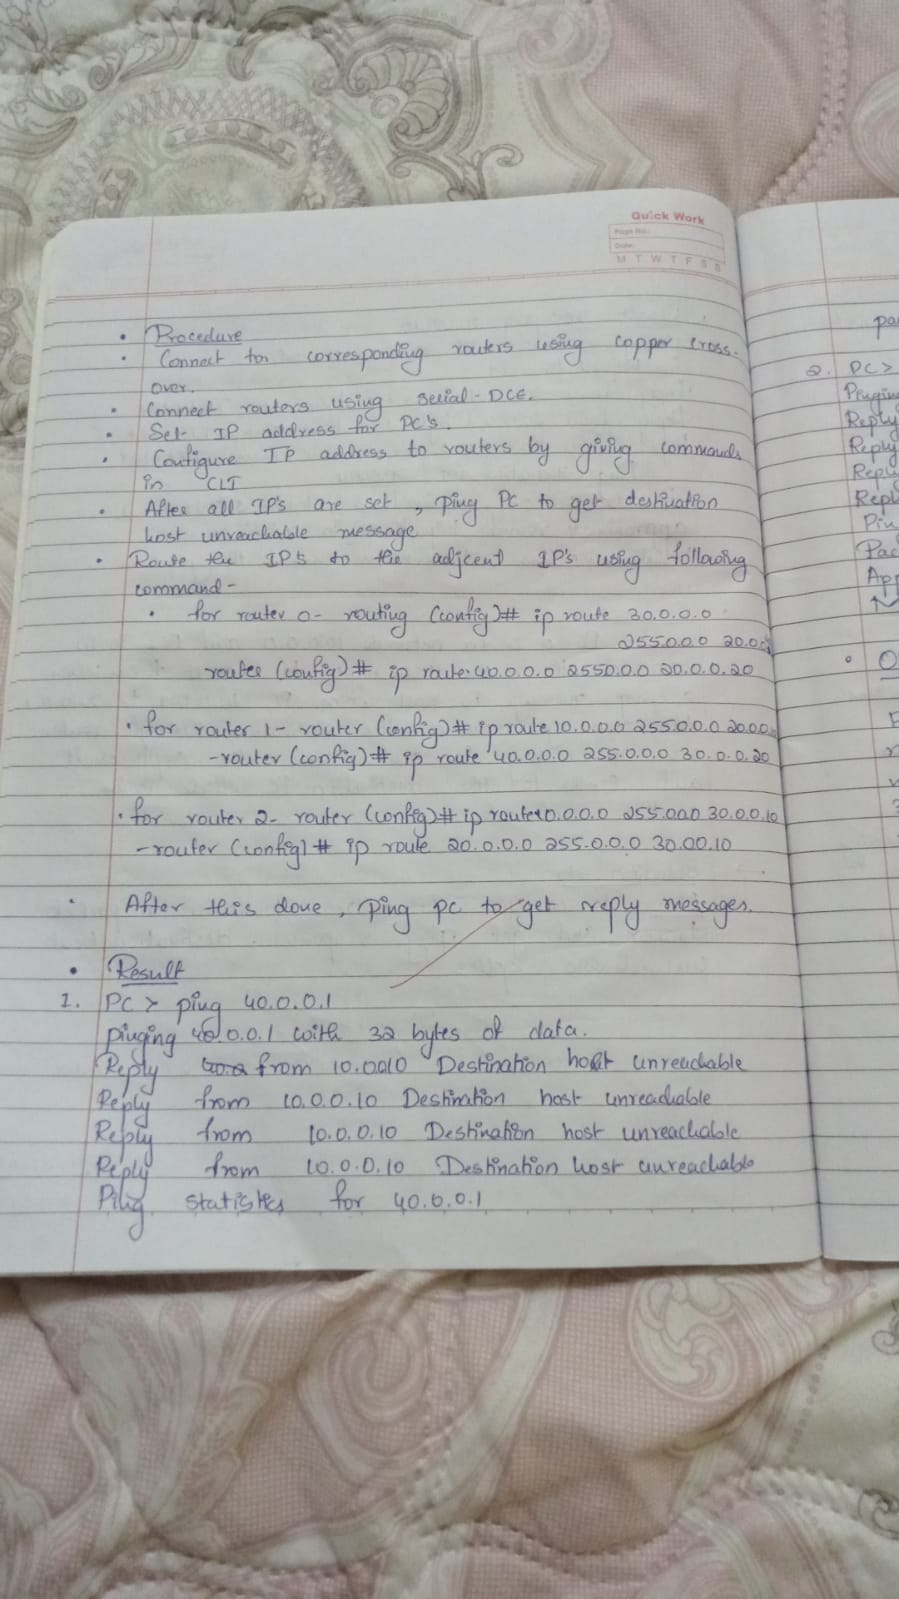 Quick Work
Page No.:
Date:
M T W T F S S
• Procedure
• Connect for corresponding routers using copper cross-
over.
• Connect routers using serial-DCE.
• Set IP address for PC's.
• Configure IP address to routers by giving commands
in CLI
• After all IP's are set, ping PC to get destination
host unreachable message
• Route the IP's to the adjcent IP's using following
command-
• for router 0- routing (config)# ip route 30.0.0.0
255.0.0.0 20.0.0
router (config)# ip route 40.0.0.0 255.0.0.0 20.0.0.20
• for router 1- router (config)# ip route 10.0.0.0 255.0.0.0 20.0.0.
-router (config)# ip route 40.0.0.0 255.0.0.0 30.0.0.20
• for router 2- router (config)# ip route 10.0.0.0 255.0.0.0 30.0.0.10
-router (config)# ip route 20.0.0.0 255.0.0.0 30.0.0.10
• After this done, ping pc to get reply messages.
• Result
1. PC > ping 40.0.0.1
pinging 40.0.0.1 with 32 bytes of data.
Reply from 10.0.0.10 Destination host unreachable
Reply from 10.0.0.10 Destination host unreachable
Reply from 10.0.0.10 Destination host unreachable
Reply from 10.0.0.10 Destination host unreachable
Ping statistics for 40.0.0.1
2. PC >
Reply
Reply